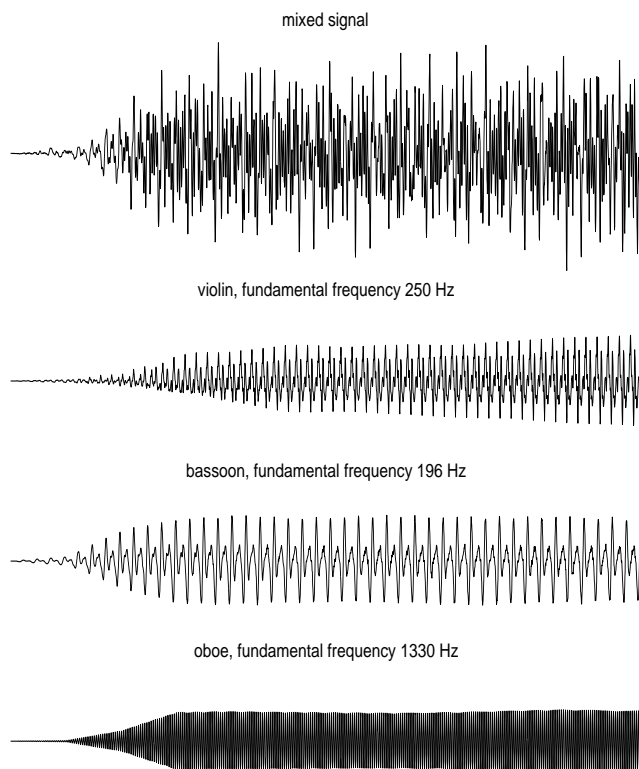 mixed signal
violin, fundamental frequency 250 Hz
bassoon, fundamental frequency 196 Hz
oboe, fundamental frequency 1330 Hz